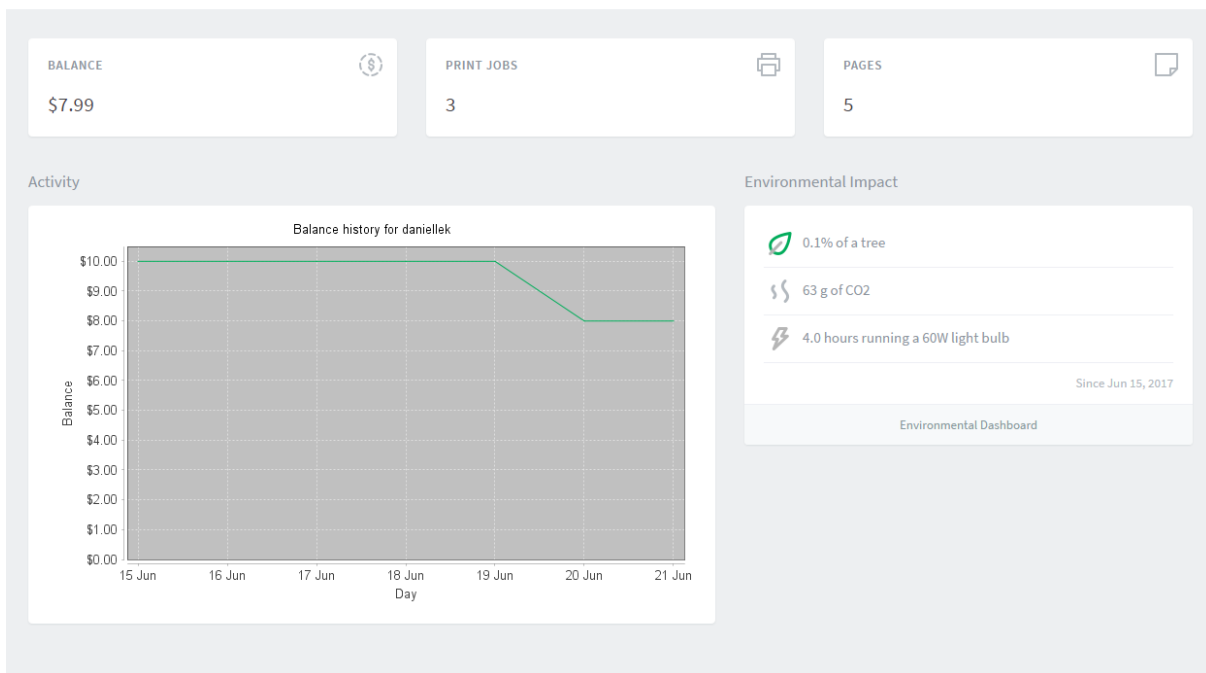 BALANCE
$7.99
PRINT JOBS
3
PAGES
5
Activity
Balance history for daniellek
$10.00
$9.00
$8.00
$7.00
$6.00
$5.00
$4.00
$3.00
$2.00
$1.00
$0.00
Balance
15 Jun 16 Jun 17 Jun 18 Jun 19 Jun 20 Jun 21 Jun
Day
Environmental Impact
0.1% of a tree
63 g of CO2
4.0 hours running a 60W light bulb
Since Jun 15, 2017
Environmental Dashboard